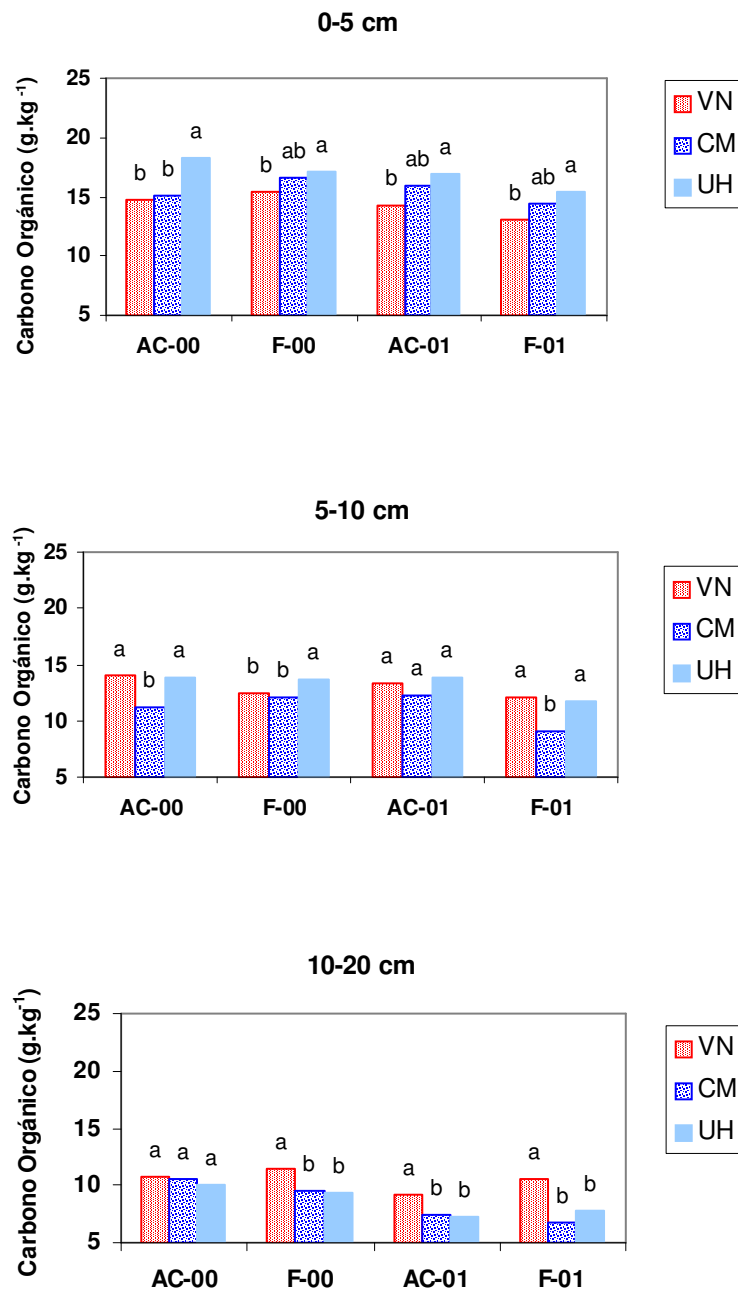 0-5 cm
Carbono Orgánico (g.kg⁻¹)
25
20
15
10
5
b b a b ab a b ab a b ab a
AC-00 F-00 AC-01 F-01
VN
CM
UH
5-10 cm
Carbono Orgánico (g.kg⁻¹)
25
20
15
10
5
a b a b b a a a a a b a
AC-00 F-00 AC-01 F-01
VN
CM
UH
10-20 cm
Carbono Orgánico (g.kg⁻¹)
25
20
15
10
5
a a a a b b a b b a b b
AC-00 F-00 AC-01 F-01
VN
CM
UH